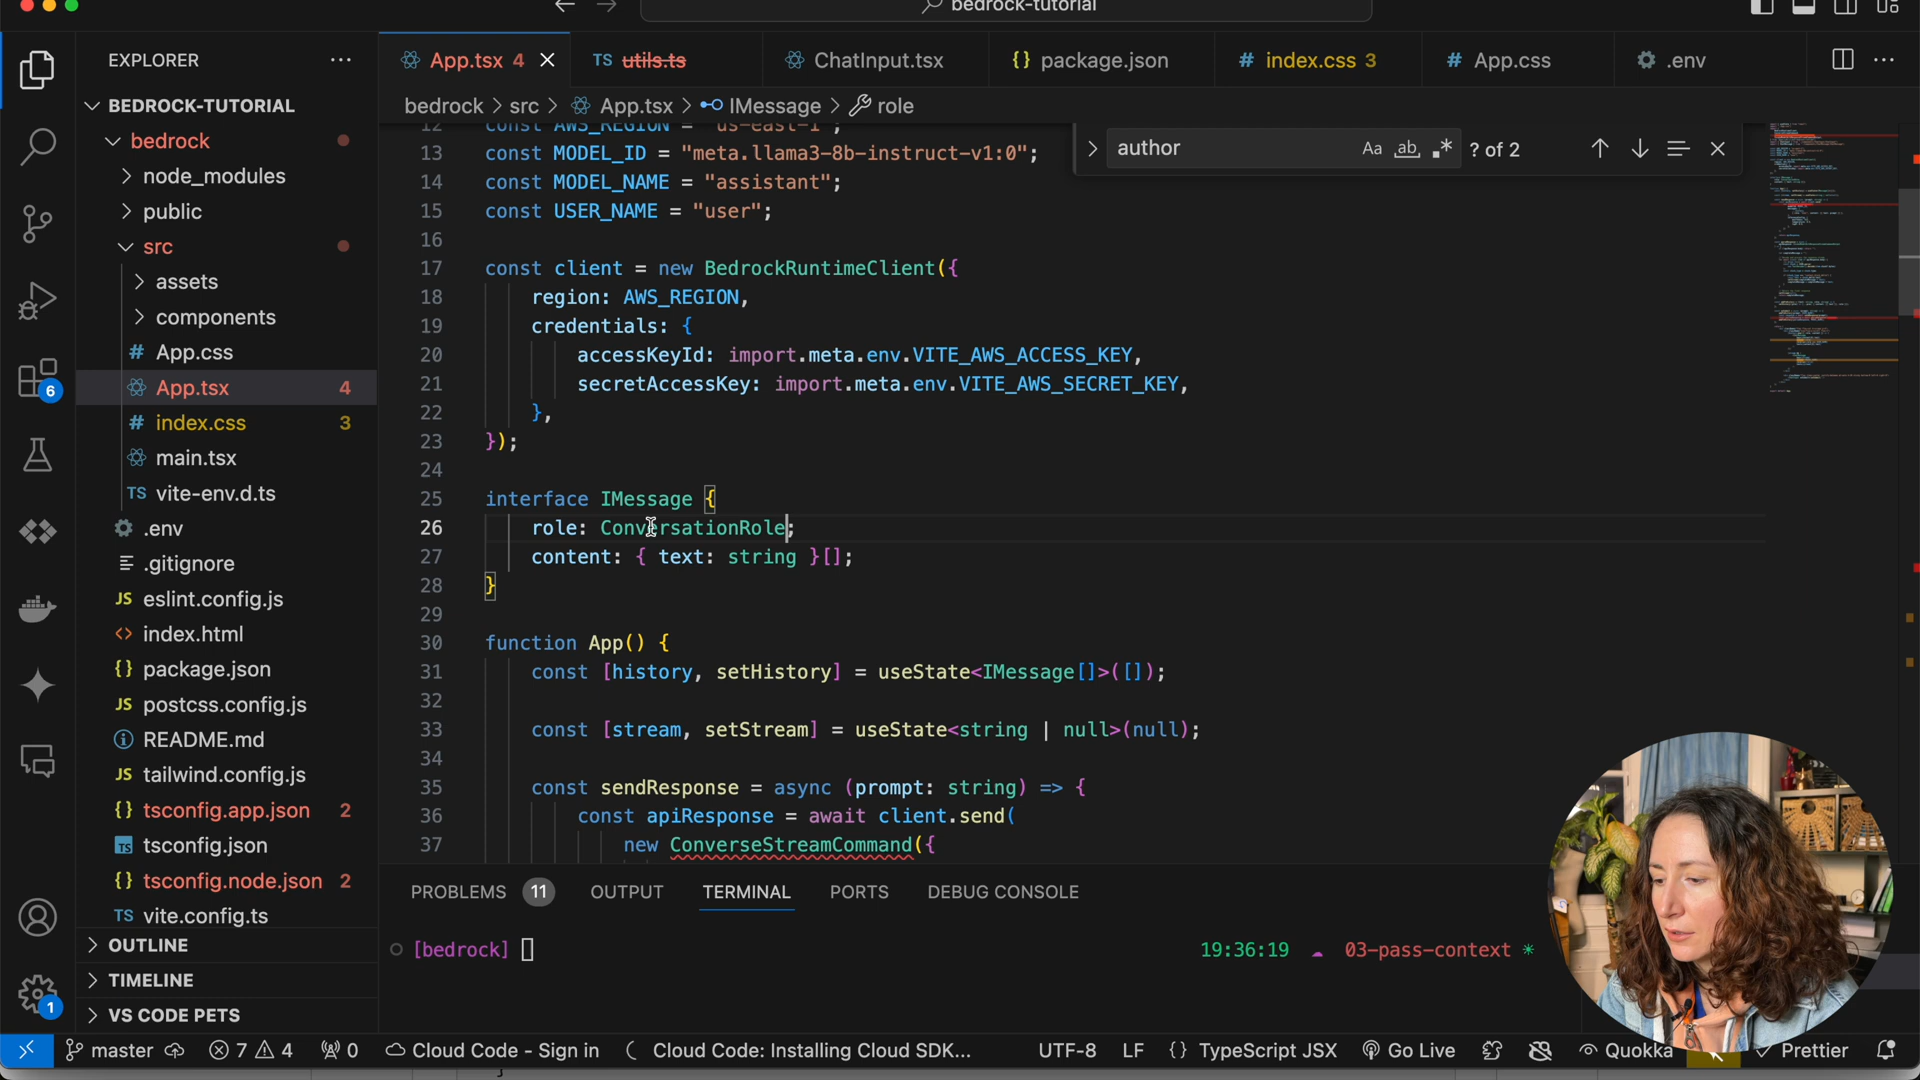 bedrock-tutorial
EXPLORER
App.tsx 4
TS utils.ts
ChatInput.tsx
{} package.json
# index.css 3
# App.css
.env
BEDROCK-TUTORIAL
bedrock > src > App.tsx > IMessage > role
bedrock
node_modules
public
src
assets
components
# App.css
App.tsx 4
# index.css 3
main.tsx
TS vite-env.d.ts
.env
.gitignore
JS eslint.config.js
<> index.html
{} package.json
JS postcss.config.js
README.md
JS tailwind.config.js
{} tsconfig.app.json 2
TS tsconfig.json
{} tsconfig.node.json 2
TS vite.config.ts
OUTLINE
TIMELINE
VS CODE PETS
6
1
author
Aa ab .* ? of 2
12 const AWS_REGION = "us-east-1";
13 const MODEL_ID = "meta.llama3-8b-instruct-v1:0";
14 const MODEL_NAME = "assistant";
15 const USER_NAME = "user";
16
17 const client = new BedrockRuntimeClient({
18 region: AWS_REGION,
19 credentials: {
20 accessKeyId: import.meta.env.VITE_AWS_ACCESS_KEY,
21 secretAccessKey: import.meta.env.VITE_AWS_SECRET_KEY,
22 },
23 });
24
25 interface IMessage {
26 role: ConversationRole;
27 content: { text: string }[];
28 }
29
30 function App() {
31 const [history, setHistory] = useState<IMessage[]>([]);
32
33 const [stream, setStream] = useState<string | null>(null);
34
35 const sendResponse = async (prompt: string) => {
36 const apiResponse = await client.send(
37 new ConverseStreamCommand({
PROBLEMS 11 OUTPUT TERMINAL PORTS DEBUG CONSOLE
[bedrock] 19:36:19 03-pass-context *
master 7 4 0 Cloud Code - Sign in Cloud Code: Installing Cloud SDK... UTF-8 LF {} TypeScript JSX Go Live Quokka Prettier